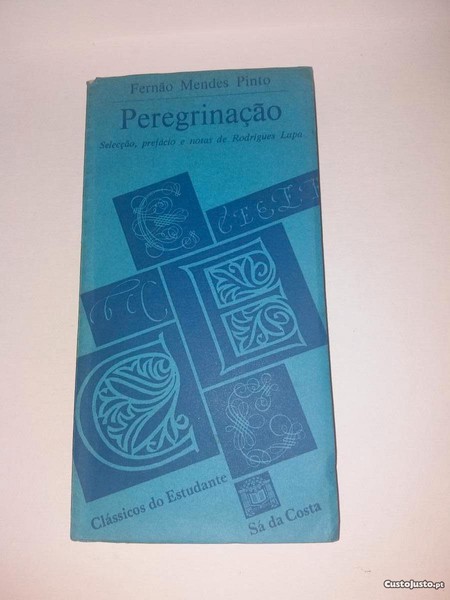 Fernão Mendes Pinto
Peregrinação
Selecção, prefácio e notas de Rodrigues Lapa.
Clássicos do Estudante
Sá da Costa
© Custojusto.pt